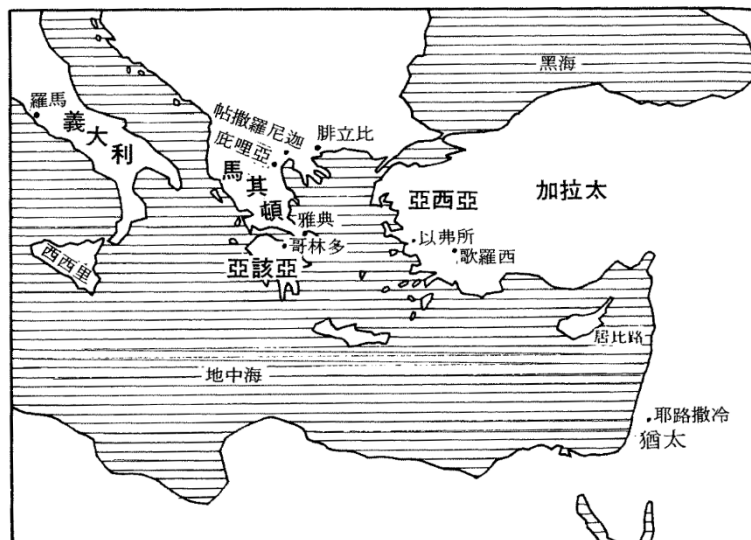 黑海
羅馬
義大利
帖撒羅尼迦
腓立比
庇哩亞
馬其頓
亞西亞
加拉太
雅典
以弗所
哥林多
歌羅西
亞該亞
西西里
居比路
地中海
耶路撒冷
猶太